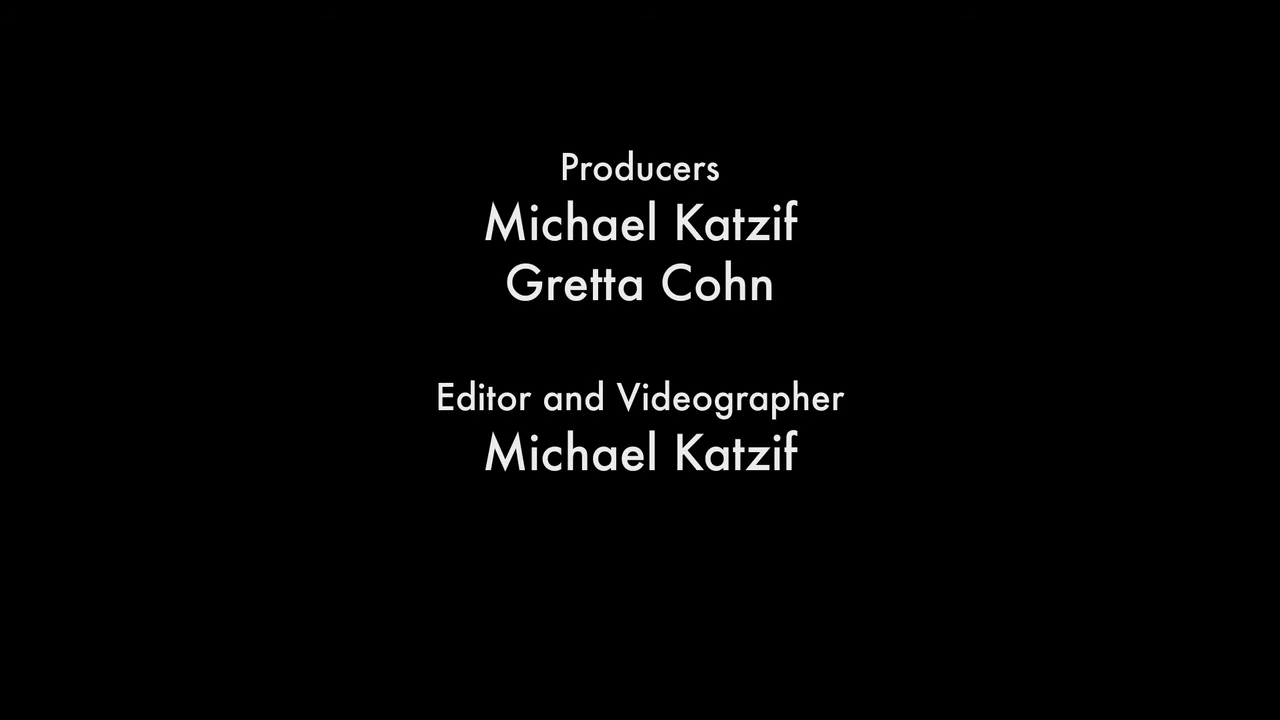 Producers
Michael Katzif
Gretta Cohn
Editor and Videographer
Michael Katzif